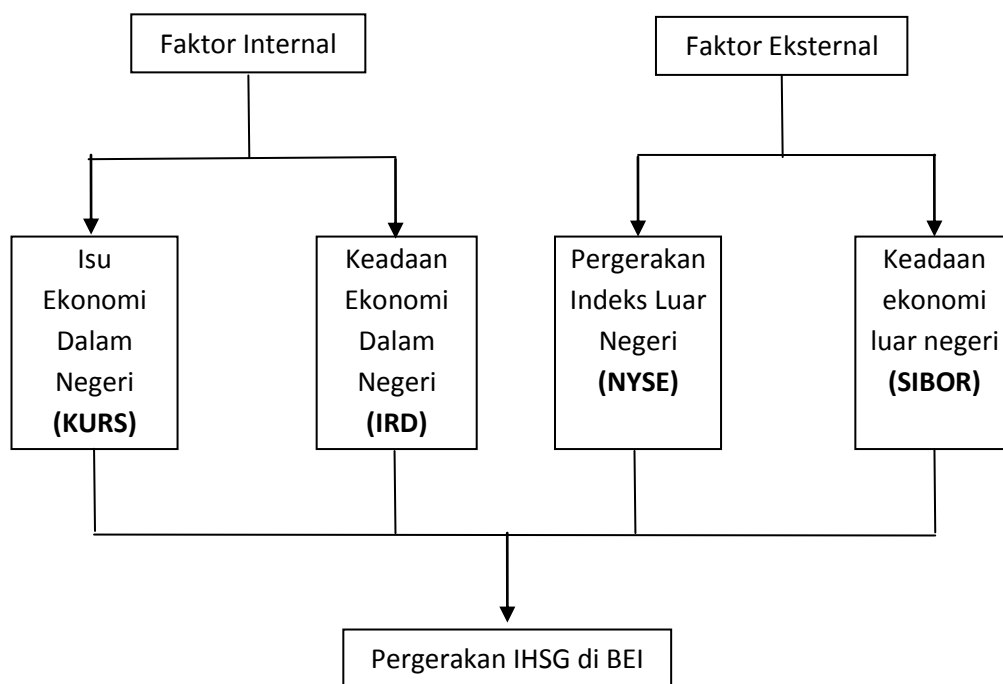 Faktor Internal
Faktor Eksternal
Isu
Ekonomi
Dalam
Negeri
(KURS)
Keadaan
Ekonomi
Dalam
Negeri
(IRD)
Pergerakan
Indeks Luar
Negeri
(NYSE)
Keadaan
ekonomi
luar negeri
(SIBOR)
Pergerakan IHSG di BEI